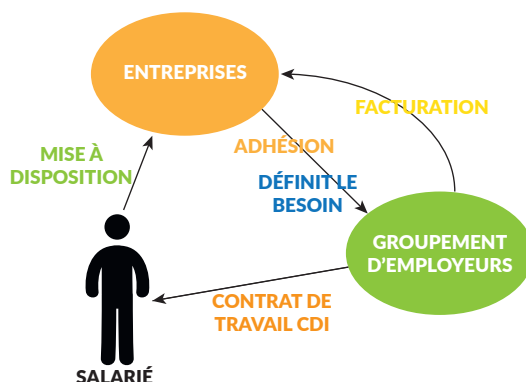 ENTREPRISES
FACTURATION
ADHÉSION
MISE À
DISPOSITION
DÉFINIT LE
BESOIN
GROUPEMENT
D’EMPLOYEURS
CONTRAT DE
TRAVAIL CDI
SALARIÉ